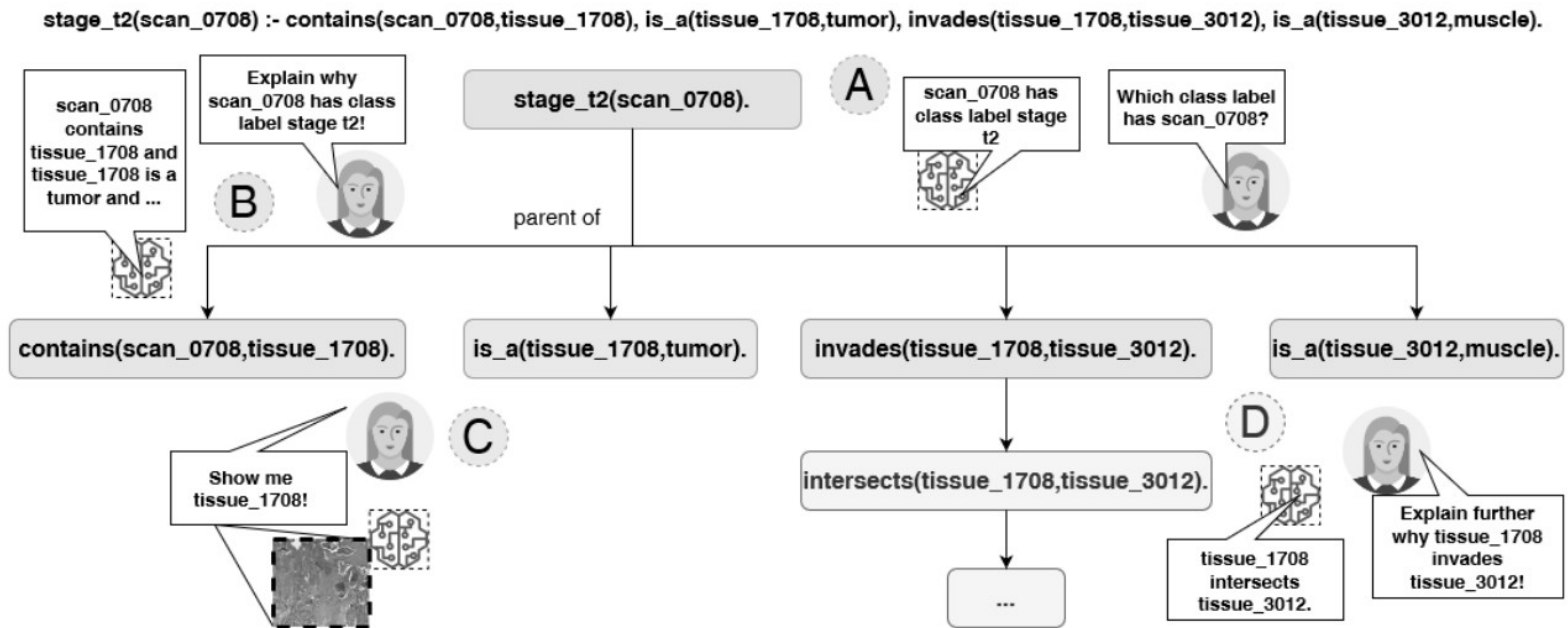 stage_t2(scan_0708) :- contains(scan_0708,tissue_1708), is_a(tissue_1708,tumor), invades(tissue_1708,tissue_3012), is_a(tissue_3012,muscle).
scan_0708
contains
tissue_1708 and
tissue_1708 is a
tumor and ...
B
Explain why
scan_0708 has class
label stage t2!
stage_t2(scan_0708).
A
scan_0708 has
class label stage
t2
Which class label
has scan_0708?
parent of
contains(scan_0708,tissue_1708).
is_a(tissue_1708,tumor).
invades(tissue_1708,tissue_3012).
is_a(tissue_3012,muscle).
Show me
tissue_1708!
C
intersects(tissue_1708,tissue_3012).
...
D
tissue_1708
intersects
tissue_3012.
Explain further
why tissue_1708
invades
tissue_3012!